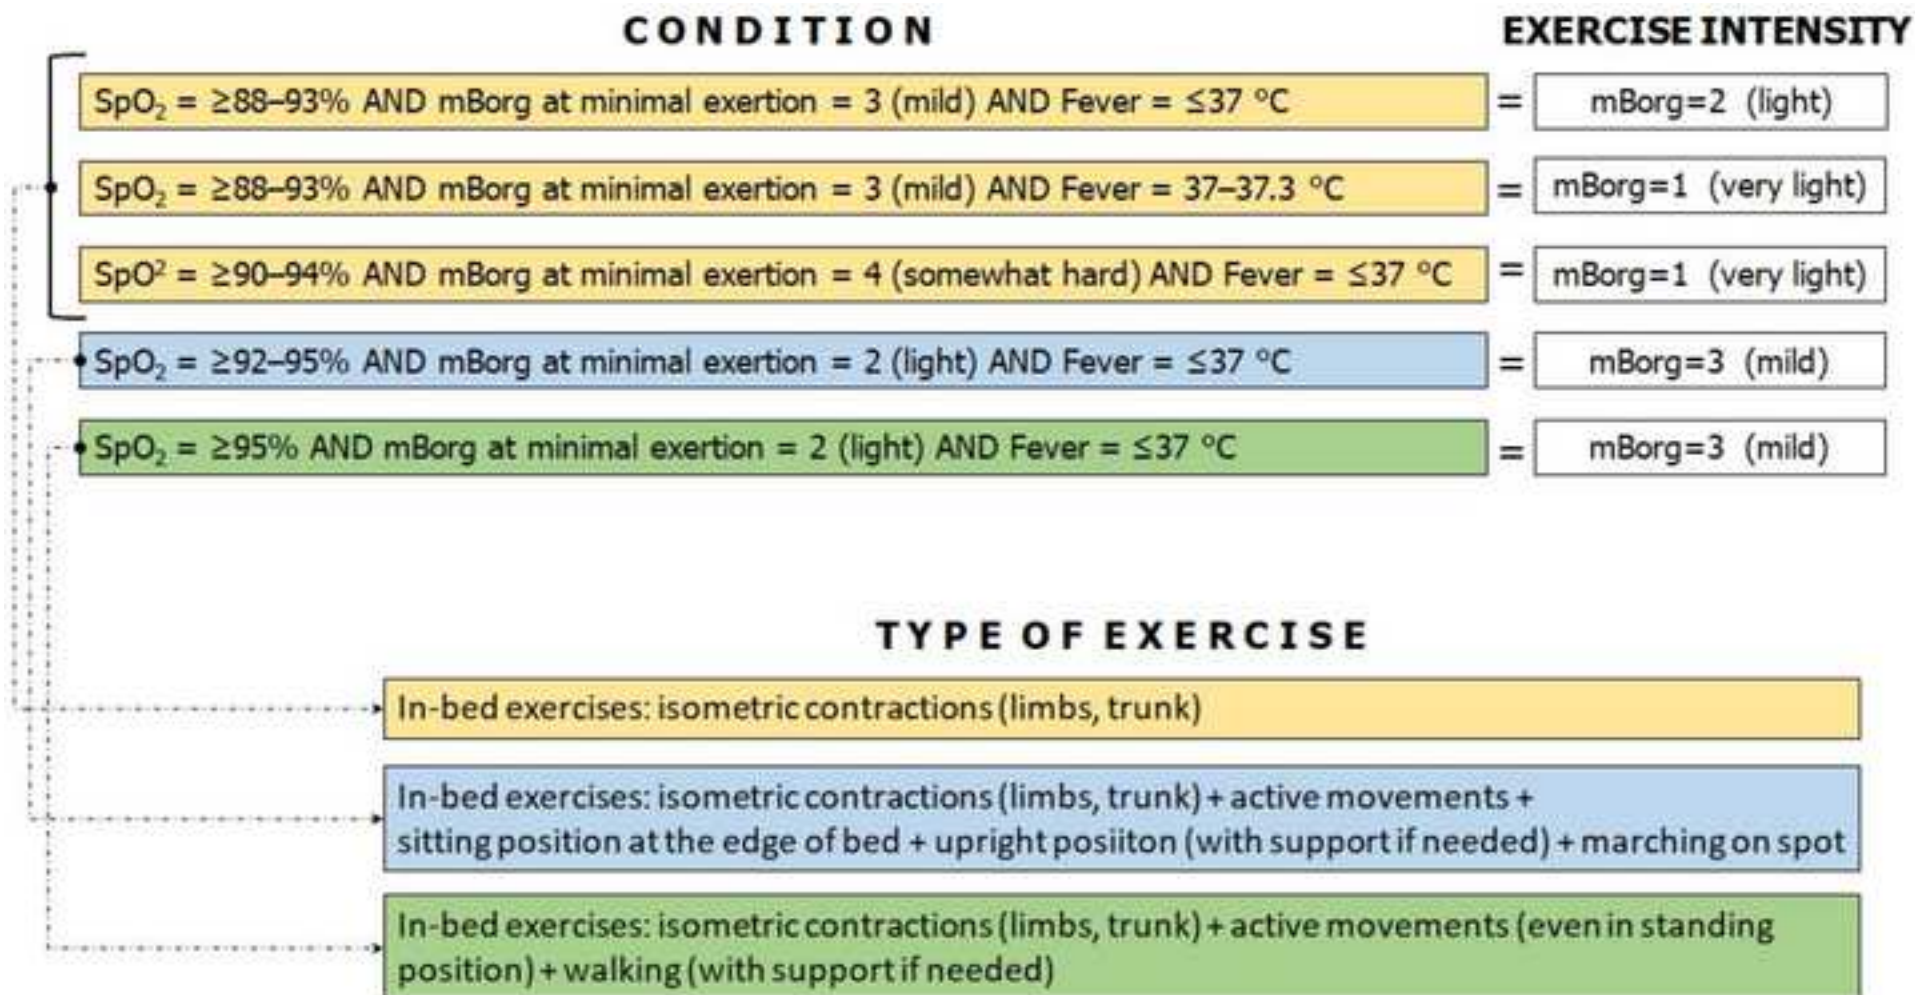 CONDITION EXERCISE INTENSITY
SpO₂ = ≥88–93% AND mBorg at minimal exertion = 3 (mild) AND Fever = ≤37 °C = mBorg=2 (light)
SpO₂ = ≥88–93% AND mBorg at minimal exertion = 3 (mild) AND Fever = 37–37.3 °C = mBorg=1 (very light)
SpO² = ≥90–94% AND mBorg at minimal exertion = 4 (somewhat hard) AND Fever = ≤37 °C = mBorg=1 (very light)
SpO₂ = ≥92–95% AND mBorg at minimal exertion = 2 (light) AND Fever = ≤37 °C = mBorg=3 (mild)
SpO₂ = ≥95% AND mBorg at minimal exertion = 2 (light) AND Fever = ≤37 °C = mBorg=3 (mild)
TYPE OF EXERCISE
In-bed exercises: isometric contractions (limbs, trunk)
In-bed exercises: isometric contractions (limbs, trunk) + active movements +
sitting position at the edge of bed + upright posiiton (with support if needed) + marching on spot
In-bed exercises: isometric contractions (limbs, trunk) + active movements (even in standing
position) + walking (with support if needed)